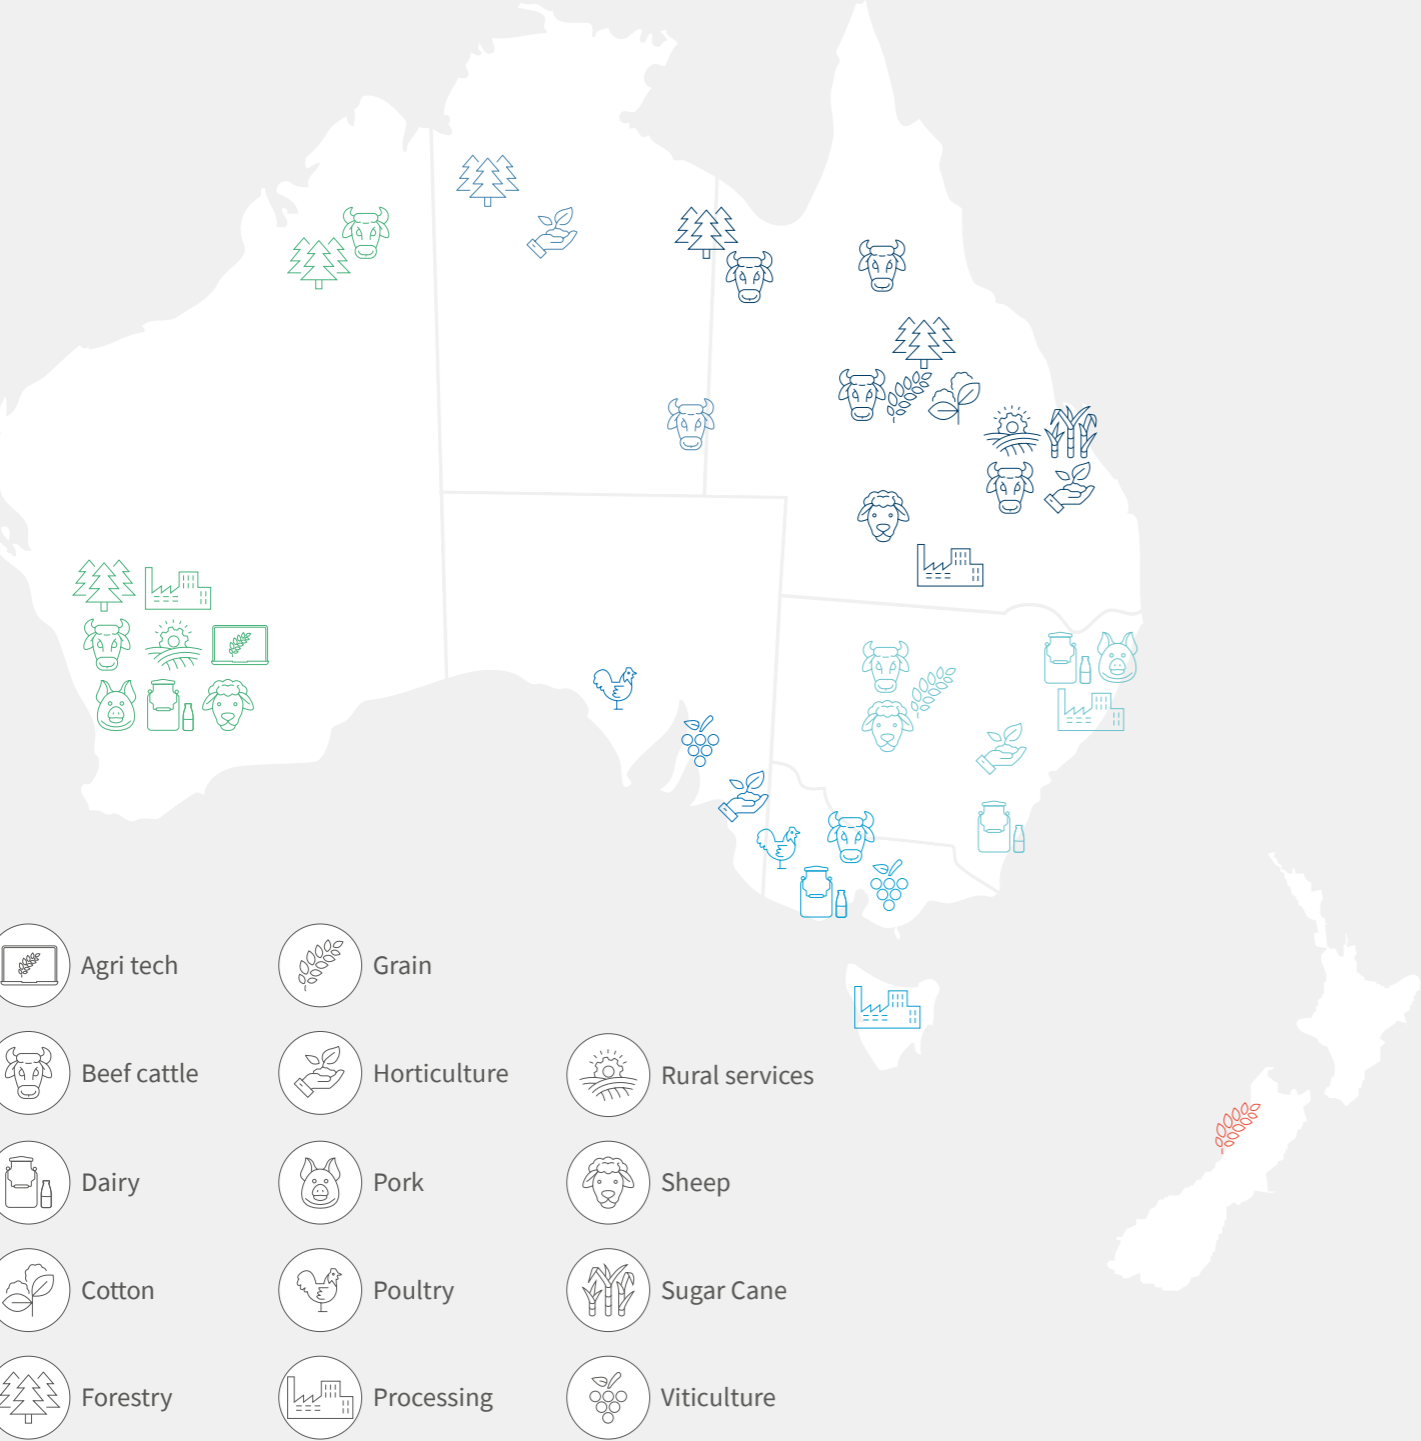 Agri tech
Grain
Beef cattle
Horticulture
Rural services
Dairy
Pork
Sheep
Cotton
Poultry
Sugar Cane
Forestry
Processing
Viticulture